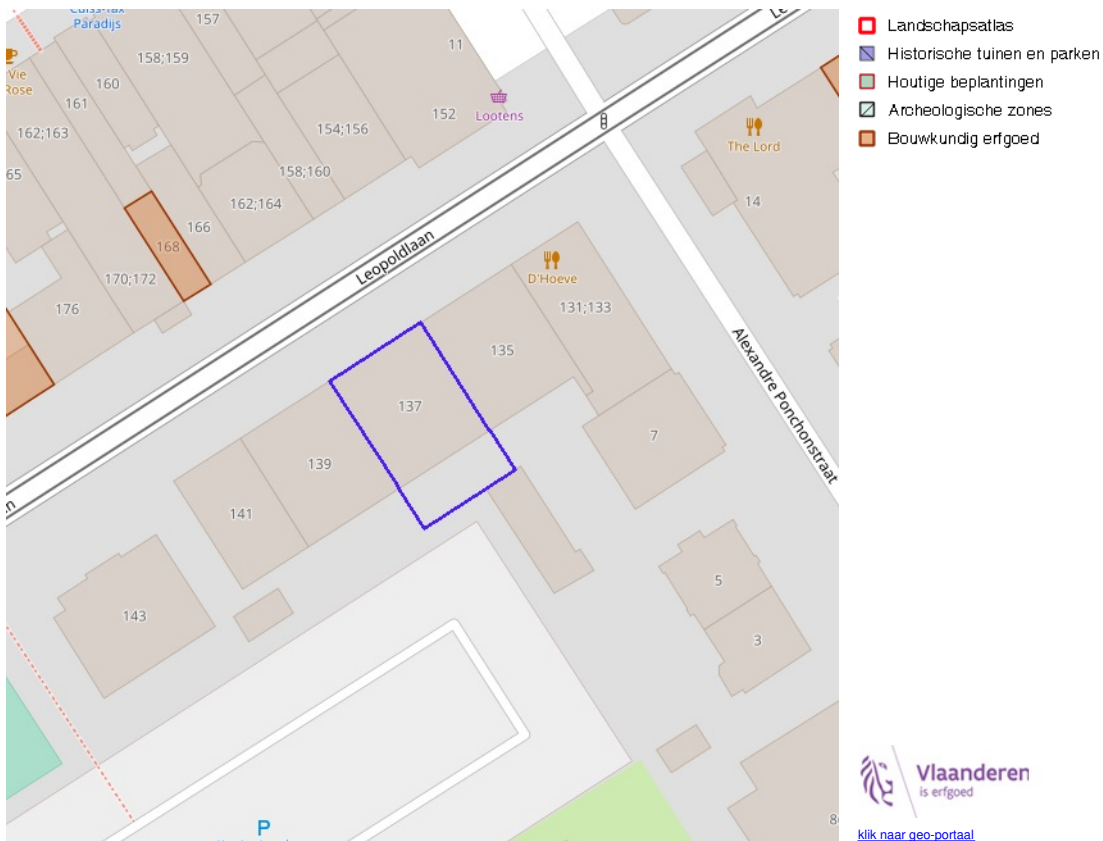 Cuiss-Tax
Paradijs
157
158;159
11
Vie
Rose
160
161
162;163
Lootens
152
154;156
The Lord
65
158;160
162;164
166
168
14
Leopoldlaan
D'Hoeve
170;172
176
131;133
135
137
Alexandre Ponchonstraat
7
139
141
143
5
3
P
Landschapsatlas
Historische tuinen en parken
Houtige beplantingen
Archeologische zones
Bouwkundig erfgoed
Vlaanderen
is erfgoed
klik naar geo-portaal